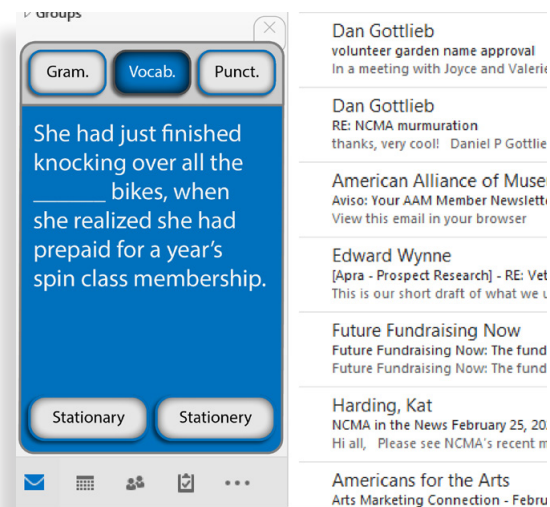 Groups
Gram.
Vocab.
Punct.
She had just finished
knocking over all the
______ bikes, when
she realized she had
prepaid for a year's
spin class membership.
Stationary
Stationery
Dan Gottlieb
volunteer garden name approval
In a meeting with Joyce and Valerie
Dan Gottlieb
RE: NCMA murmuration
thanks, very cool! Daniel P Gottlie
American Alliance of Muse
Aviso: Your AAM Member Newslette
View this email in your browser
Edward Wynne
[Apra - Prospect Research] - RE: Vet
This is our short draft of what we u
Future Fundraising Now
Future Fundraising Now: The fund
Future Fundraising Now: The fund
Harding, Kat
NCMA in the News February 25, 20
Hi all, Please see NCMA's recent m
Americans for the Arts
Arts Marketing Connection - Febru